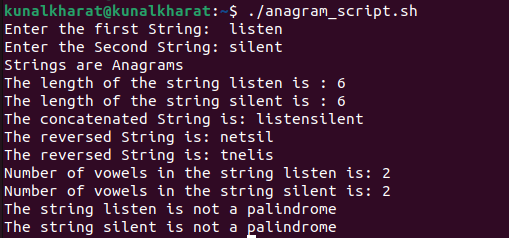 kunalkharat@kunalkharat:~$ ./anagram_script.sh
Enter the first String:  listen
Enter the Second String: silent
Strings are Anagrams
The length of the string listen is : 6
The length of the string silent is : 6
The concatenated String is: listensilent
The reversed String is: netsil
The reversed String is: tnelis
Number of vowels in the string listen is: 2
Number of vowels in the string silent is: 2
The string listen is not a palindrome
The string silent is not a palindrome